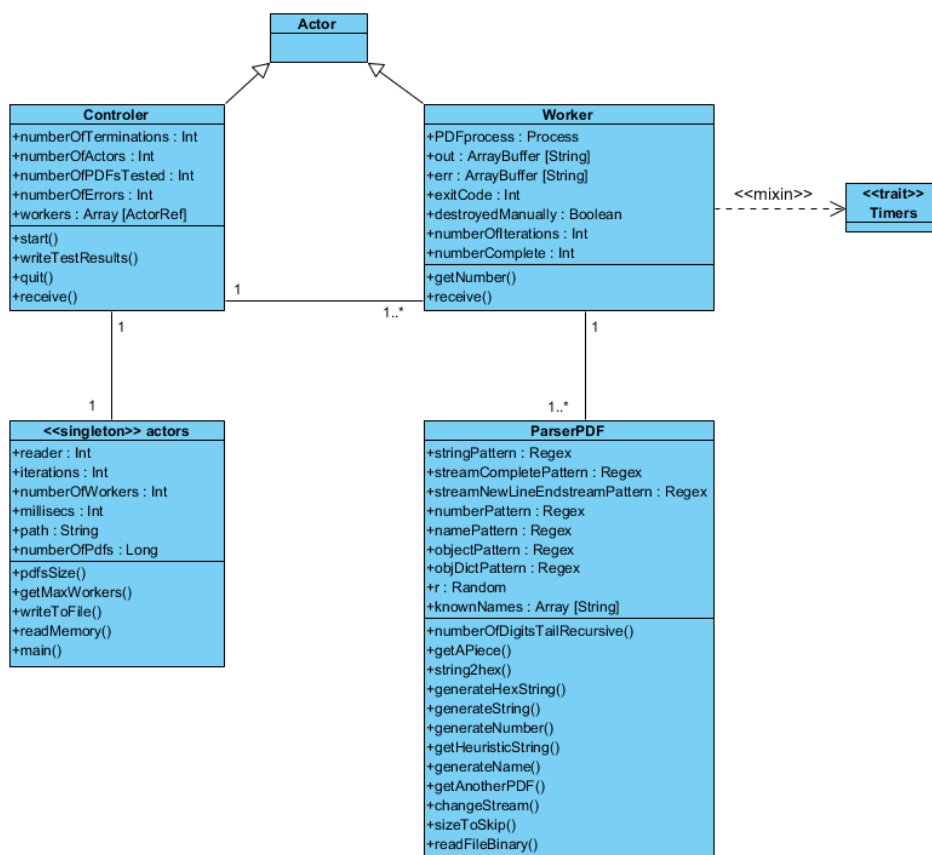 Actor
Controler
+numberOfTerminations : Int
+numberOfActors : Int
+numberOfPDFsTested : Int
+numberOfErrors : Int
+workers : Array [ActorRef]
+start()
+writeTestResults()
+quit()
+receive()
Worker
+PDFprocess : Process
+out : ArrayBuffer [String]
+err : ArrayBuffer [String]
+exitCode : Int
+destroyedManually : Boolean
+numberOfIterations : Int
+numberComplete : Int
+getNumber()
+receive()
<<mixin>>
<<trait>>
Timers
1
1..*
1
1
1
1..*
<<singleton>> actors
+reader : Int
+iterations : Int
+numberOfWorkers : Int
+millisecs : Int
+path : String
+numberOfPdfs : Long
+pdfsSize()
+getMaxWorkers()
+writeToFile()
+readMemory()
+main()
ParserPDF
+stringPattern : Regex
+streamCompletePattern : Regex
+streamNewLineEndstreamPattern : Regex
+numberPattern : Regex
+namePattern : Regex
+objectPattern : Regex
+objDictPattern : Regex
+r : Random
+knownNames : Array [String]
+numberOfDigitsTailRecursive()
+getAPiece()
+string2hex()
+generateHexString()
+generateString()
+generateNumber()
+getHeuristicString()
+generateName()
+getAnotherPDF()
+changeStream()
+sizeToSkip()
+readFileBinary()